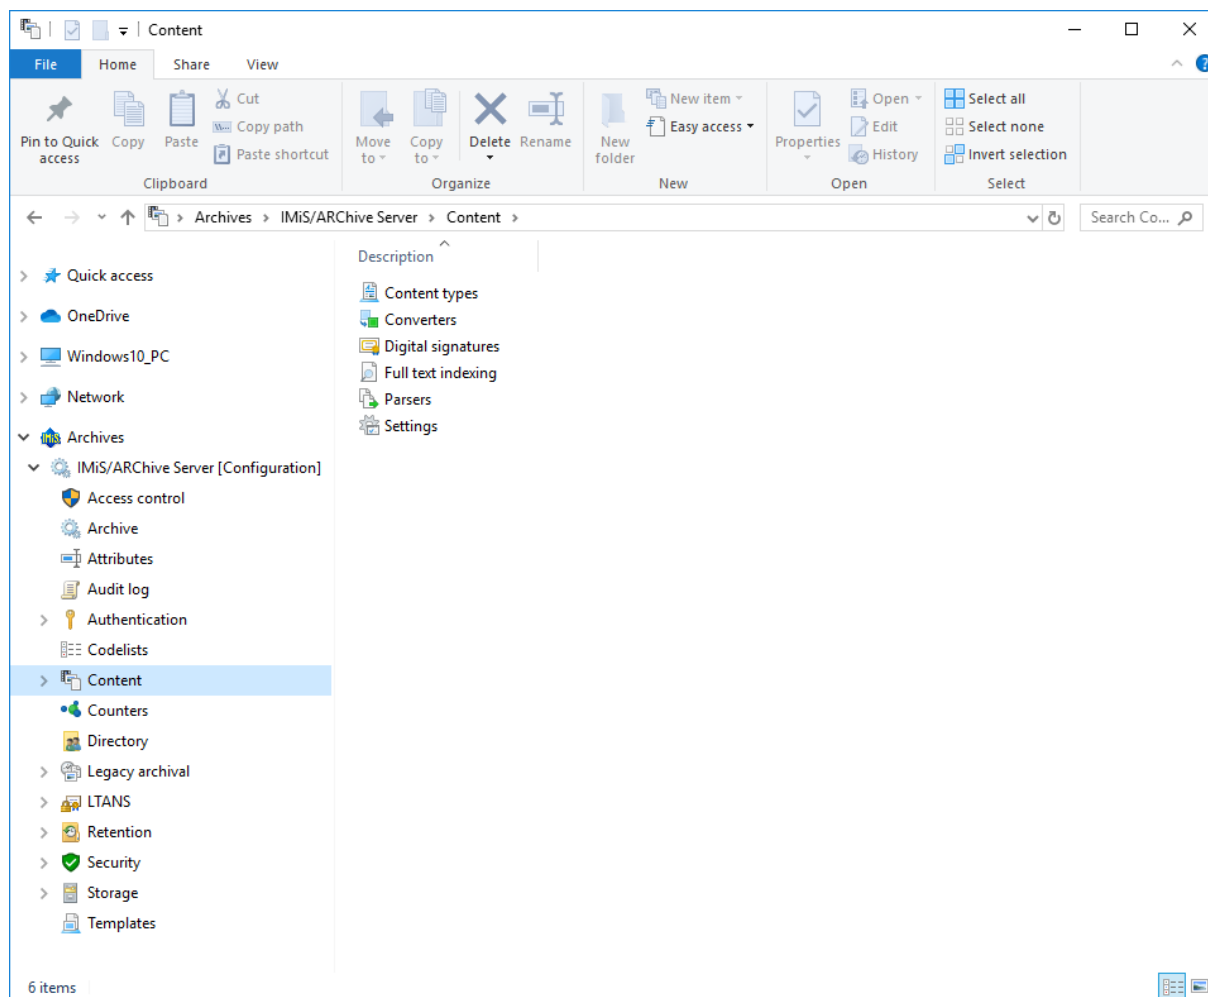 Content
File Home Share View
Pin to Quick access
Copy
Paste
Cut
Copy path
Paste shortcut
Clipboard
Move to
Copy to
Delete
Rename
Organize
New folder
New item
Easy access
New
Properties
Open
Edit
History
Open
Select all
Select none
Invert selection
Select
Archives > IMiS/ARChive Server > Content >
Search Co...
Description
Content types
Converters
Digital signatures
Full text indexing
Parsers
Settings
Quick access
OneDrive
Windows10_PC
Network
Archives
IMiS/ARChive Server [Configuration]
Access control
Archive
Attributes
Audit log
Authentication
Codelists
Content
Counters
Directory
Legacy archival
LTANS
Retention
Security
Storage
Templates
6 items